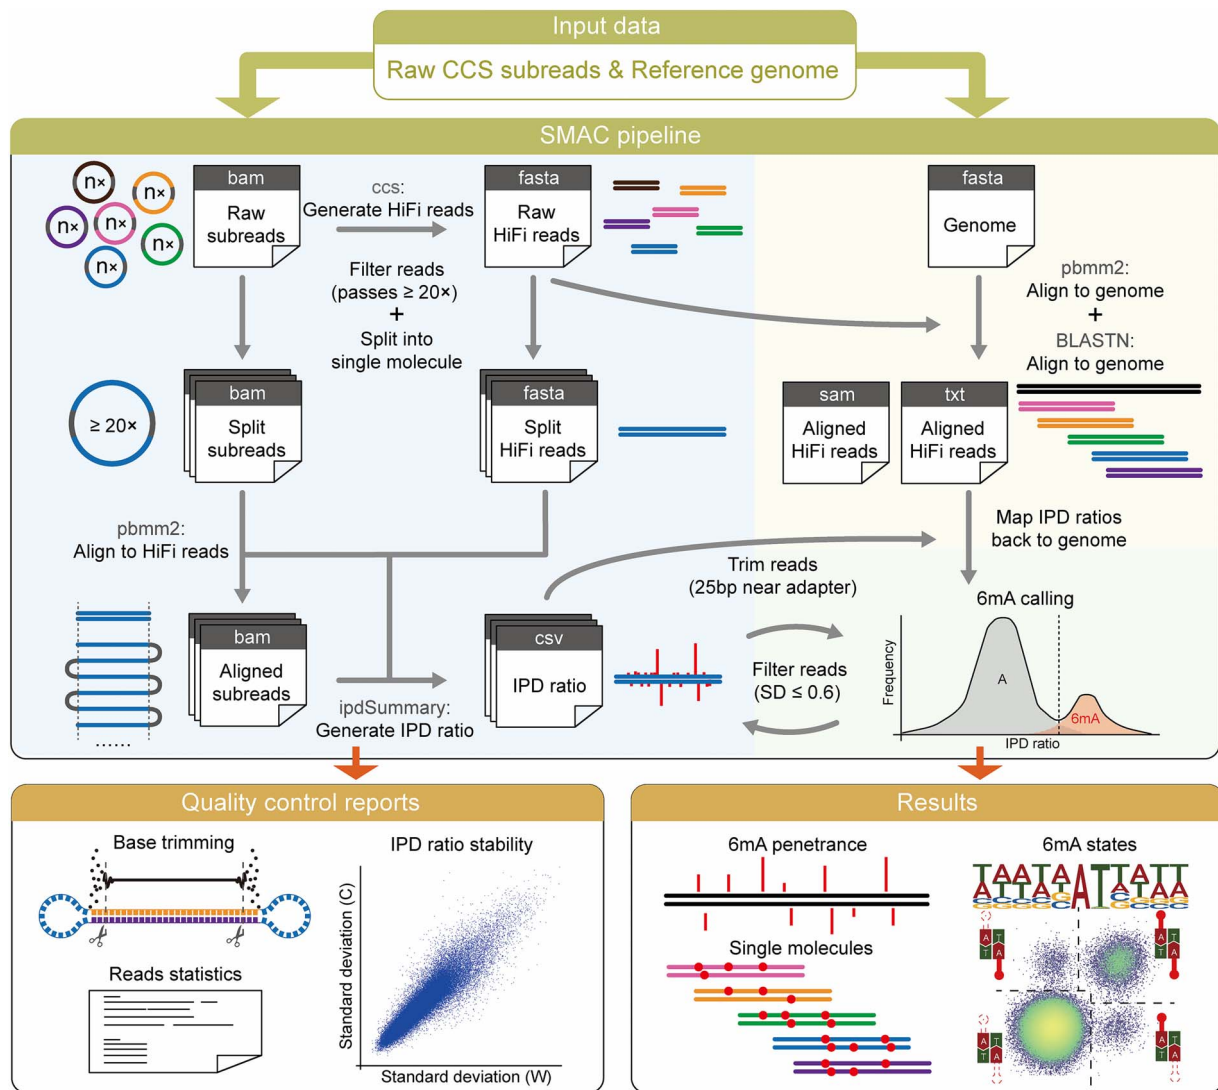 Input data
Raw CCS subreads & Reference genome
SMAC pipeline
n×
n×
n×
n×
n×
n×
bam
Raw
subreads
ccs:
Generate HiFi reads
fasta
Raw
HiFi reads
fasta
Genome
Filter reads
(passes ≥ 20×)
+
Split into
single molecule
pbmm2:
Align to genome
+
BLASTN:
Align to genome
≥ 20×
bam
Split
subreads
fasta
Split
HiFi reads
sam
Aligned
HiFi reads
txt
Aligned
HiFi reads
pbmm2:
Align to HiFi reads
Map IPD ratios
back to genome
Trim reads
(25bp near adapter)
6mA calling
bam
Aligned
subreads
......
ipdSummary:
Generate IPD ratio
csv
IPD ratio
Filter reads
(SD ≤ 0.6)
Frequency
A
6mA
IPD ratio
Quality control reports
Base trimming
Reads statistics
IPD ratio stability
Standard deviation (C)
Standard deviation (W)
Results
6mA penetrance
Single molecules
6mA states
AT
A T
T A
A T
T A
A T
T A
A T
T A